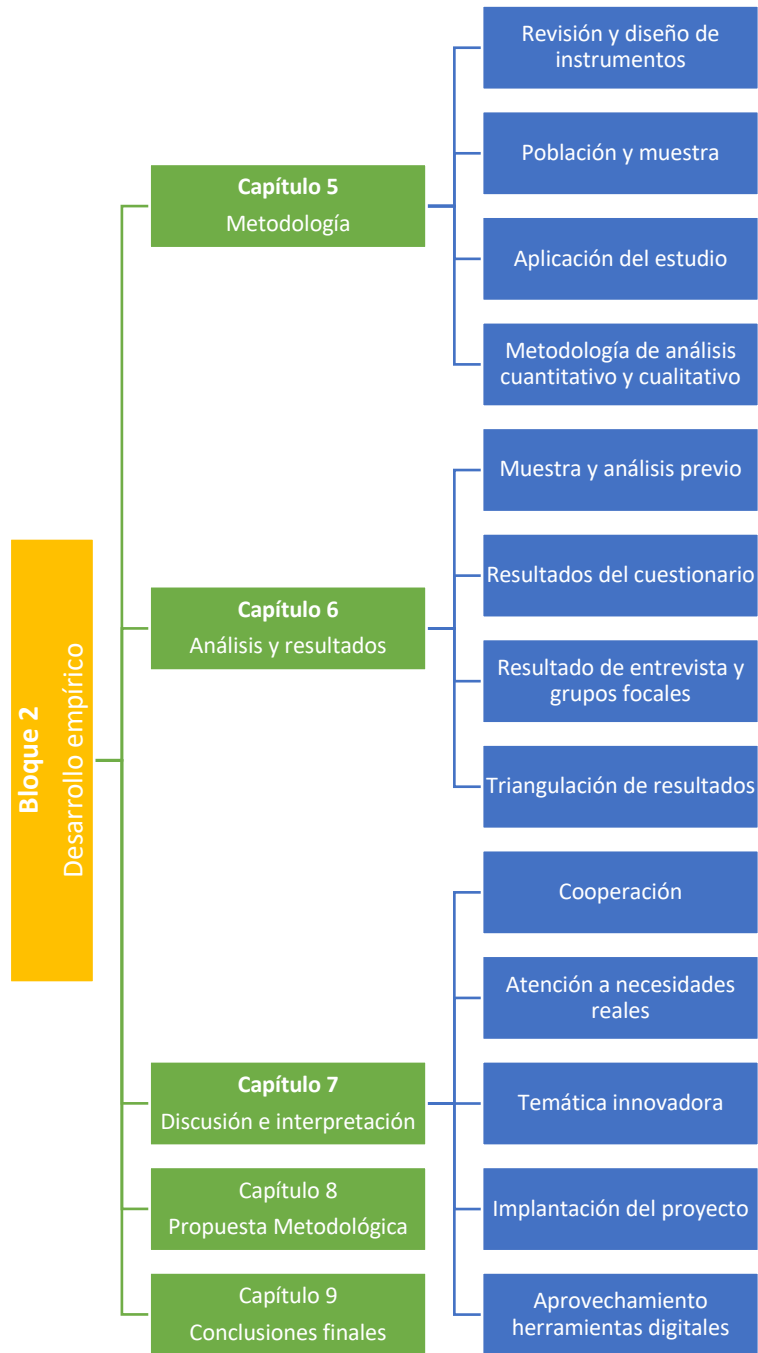 Bloque 2
Desarrollo empírico
Capítulo 5
Metodología
Revisión y diseño de
instrumentos
Población y muestra
Aplicación del estudio
Metodología de análisis
cuantitativo y cualitativo
Capítulo 6
Análisis y resultados
Muestra y análisis previo
Resultados del cuestionario
Resultado de entrevista y
grupos focales
Triangulación de resultados
Capítulo 7
Discusión e interpretación
Cooperación
Atención a necesidades
reales
Temática innovadora
Implantación del proyecto
Aprovechamiento
herramientas digitales
Capítulo 8
Propuesta Metodológica
Capítulo 9
Conclusiones finales